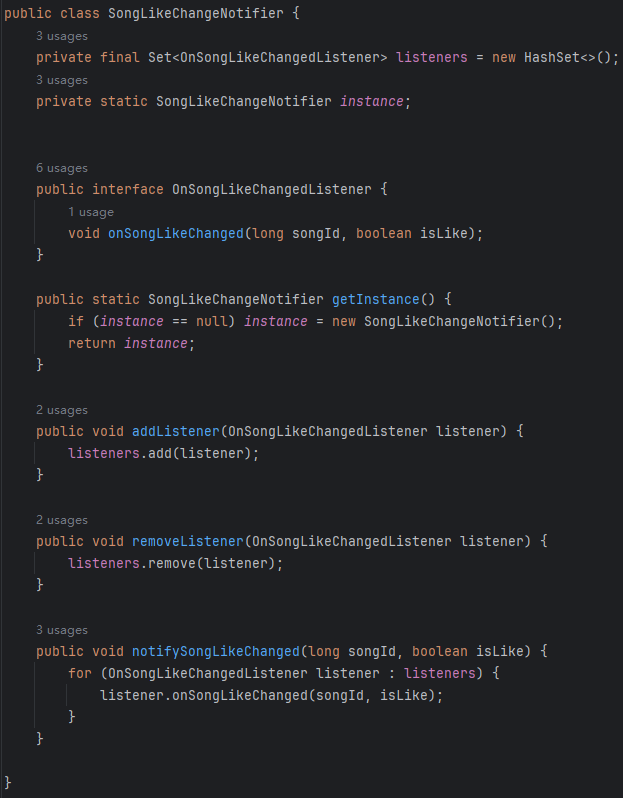 public class SongLikeChangeNotifier {
3 usages
private final Set<OnSongLikeChangedListener> listeners = new HashSet<>();
3 usages
private static SongLikeChangeNotifier instance;
6 usages
public interface OnSongLikeChangedListener {
1 usage
void onSongLikeChanged(long songId, boolean isLike);
}
public static SongLikeChangeNotifier getInstance() {
if (instance == null) instance = new SongLikeChangeNotifier();
return instance;
}
2 usages
public void addListener(OnSongLikeChangedListener listener) {
listeners.add(listener);
}
2 usages
public void removeListener(OnSongLikeChangedListener listener) {
listeners.remove(listener);
}
3 usages
public void notifySongLikeChanged(long songId, boolean isLike) {
for (OnSongLikeChangedListener listener : listeners) {
listener.onSongLikeChanged(songId, isLike);
}
}
}